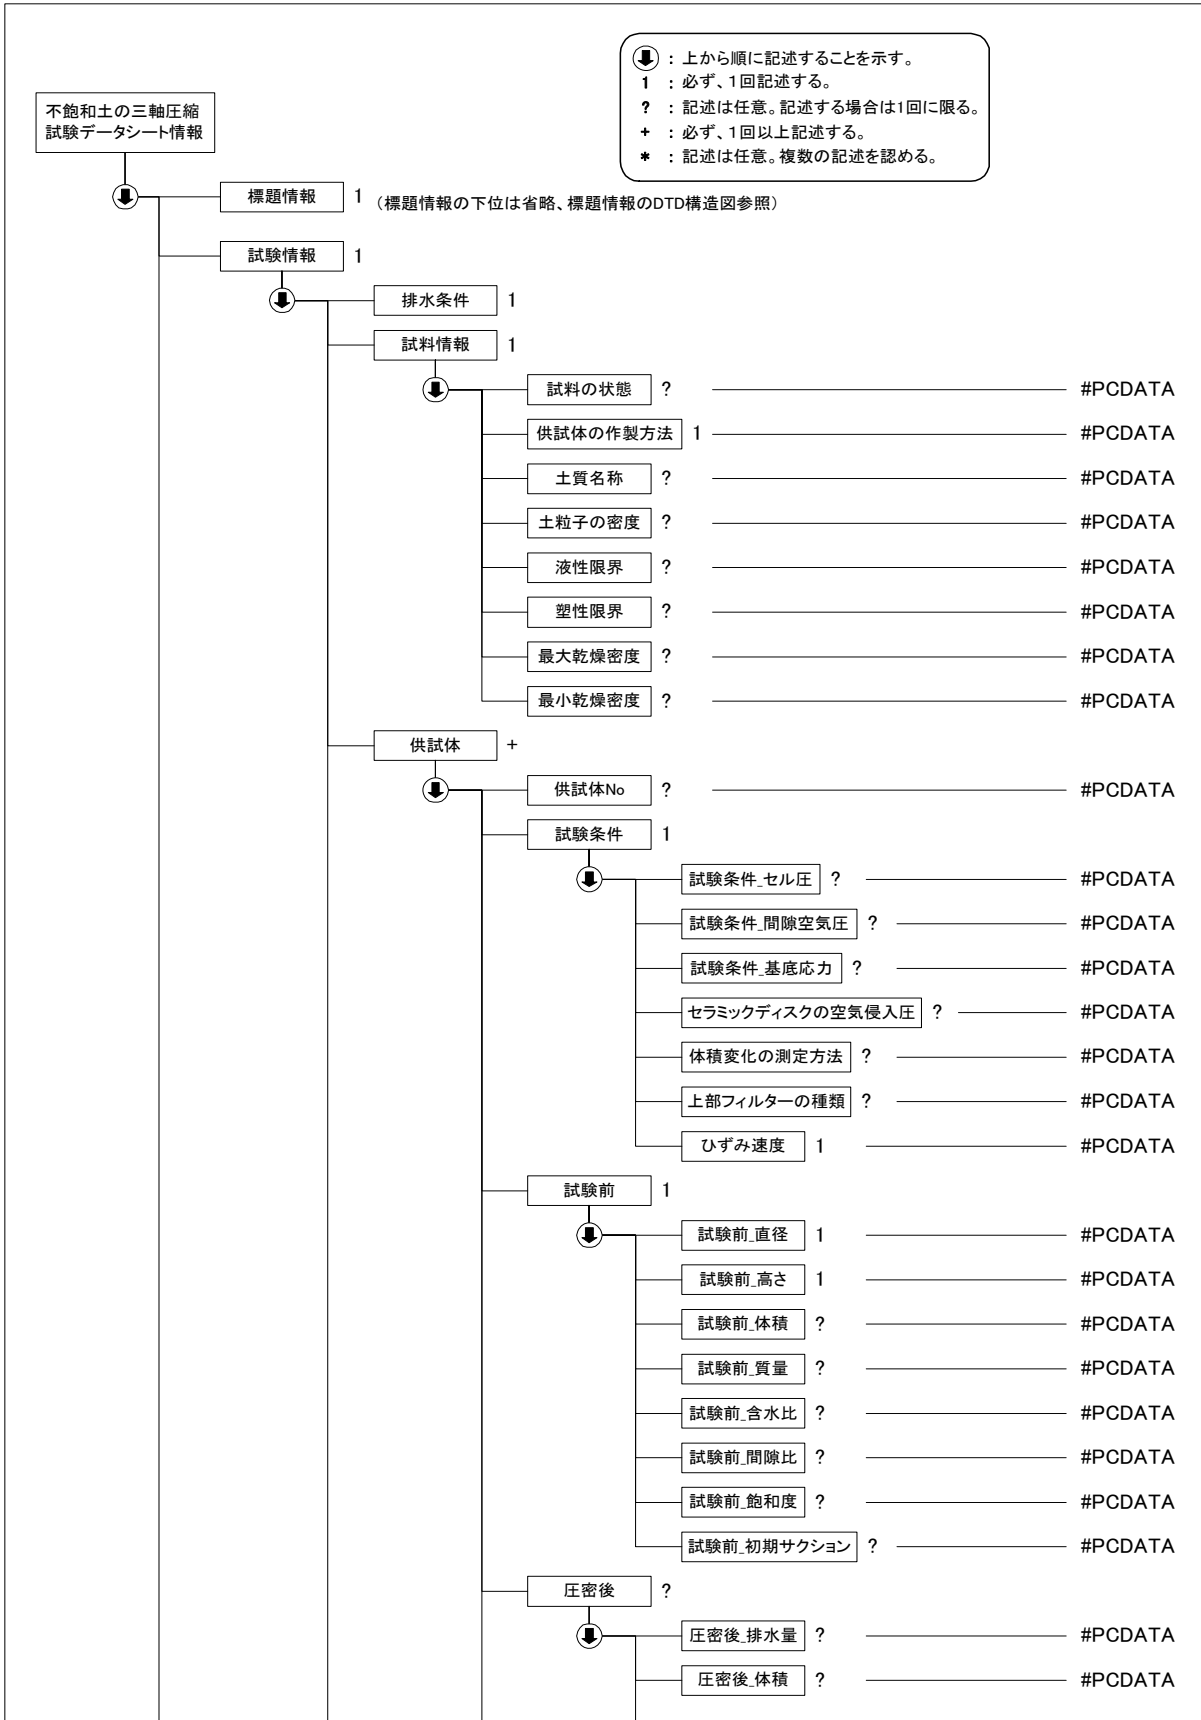 : 上から順に記述することを示す。
1 : 必ず、1回記述する。
? : 記述は任意。記述する場合は1回に限る。
+ : 必ず、1回以上記述する。
* : 記述は任意。複数の記述を認める。
不飽和土の三軸圧縮
試験データシート情報
標題情報 1 (標題情報の下位は省略、標題情報のDTD構造図参照)
試験情報 1
排水条件 1
試料情報 1
試料の状態 ? #PCDATA
供試体の作製方法 1 #PCDATA
土質名称 ? #PCDATA
土粒子の密度 ? #PCDATA
液性限界 ? #PCDATA
塑性限界 ? #PCDATA
最大乾燥密度 ? #PCDATA
最小乾燥密度 ? #PCDATA
供試体 +
供試体No ? #PCDATA
試験条件 1
試験条件_セル圧 ? #PCDATA
試験条件_間隙空気圧 ? #PCDATA
試験条件_基底応力 ? #PCDATA
セラミックディスクの空気侵入圧 ? #PCDATA
体積変化の測定方法 ? #PCDATA
上部フィルターの種類 ? #PCDATA
ひずみ速度 1 #PCDATA
試験前 1
試験前_直径 1 #PCDATA
試験前_高さ 1 #PCDATA
試験前_体積 ? #PCDATA
試験前_質量 ? #PCDATA
試験前_含水比 ? #PCDATA
試験前_間隙比 ? #PCDATA
試験前_飽和度 ? #PCDATA
試験前_初期サクション ? #PCDATA
圧密後 ?
圧密後_排水量 ? #PCDATA
圧密後_体積 ? #PCDATA